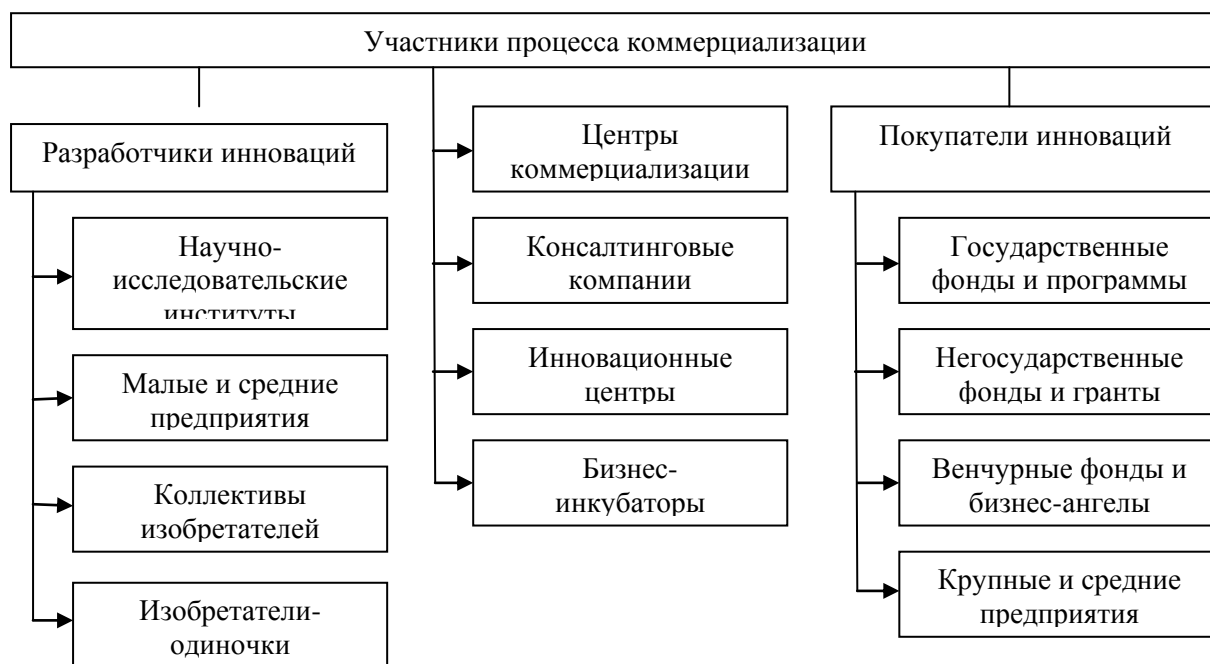 Участники процесса коммерциализации
Разработчики инноваций
Научно-
исследовательские
институты
Малые и средние
предприятия
Коллективы
изобретателей
Изобретатели-
одиночки
Центры
коммерциализации
Консалтинговые
компании
Инновационные
центры
Бизнес-
инкубаторы
Покупатели инноваций
Государственные
фонды и программы
Негосударственные
фонды и гранты
Венчурные фонды и
бизнес-ангелы
Крупные и средние
предприятия